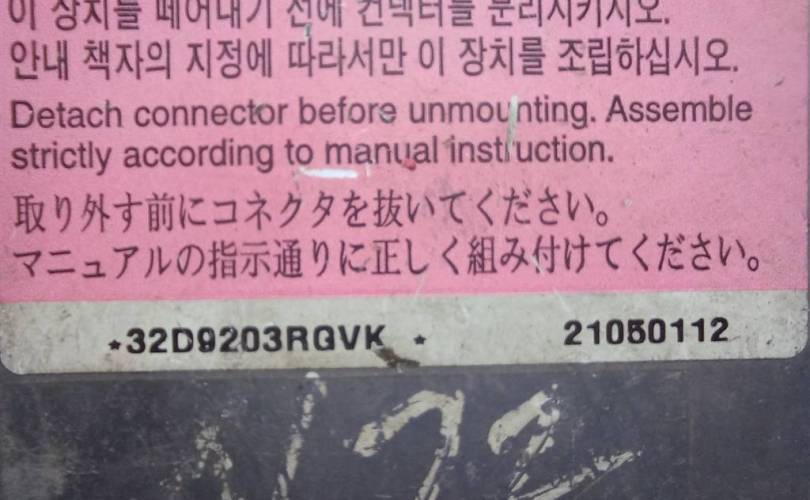 이 장치를 떼어내기 전에 컨넥터를 분리시키시오.
안내 책자의 지정에 따라서만 이 장치를 조립하십시오.
Detach connector before unmounting. Assemble
strictly according to manual instruction.
取り外す前にコネクタを抜いてください。
マニュアルの指示通りに正しく組み付けてください。
*32D9203RGVK * 21050112